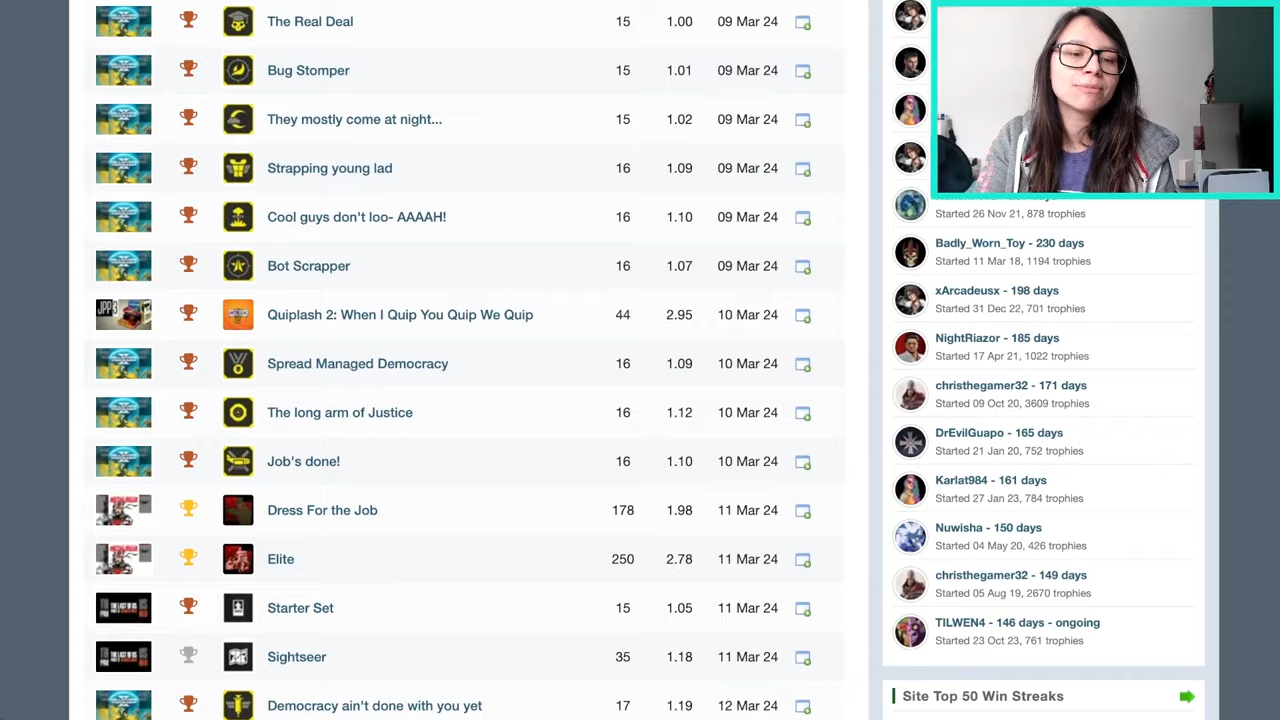 The Real Deal 15 1.00 09 Mar 24
Bug Stomper 15 1.01 09 Mar 24
They mostly come at night... 15 1.02 09 Mar 24
Strapping young lad 16 1.09 09 Mar 24
Cool guys don't loo- AAAAH! 16 1.10 09 Mar 24
Bot Scrapper 16 1.07 09 Mar 24
JPP3 Quiplash 2: When I Quip You Quip We Quip 44 2.95 10 Mar 24
Spread Managed Democracy 16 1.09 10 Mar 24
The long arm of Justice 16 1.12 10 Mar 24
Job's done! 16 1.10 10 Mar 24
Dress For the Job 178 1.98 11 Mar 24
Elite 250 2.78 11 Mar 24
Starter Set 16 1.05 11 Mar 24
Sightseer 35 1.18 11 Mar 24
Democracy ain't done with you yet 17 1.19 12 Mar 24
Started 26 Nov 21, 878 trophies
Badly_Worn_Toy - 230 days
Started 11 Mar 18, 1194 trophies
xArcadeusx - 198 days
Started 31 Dec 22, 701 trophies
NightRiazor - 185 days
Started 17 Apr 21, 1022 trophies
christhegamer32 - 171 days
Started 09 Oct 20, 3609 trophies
DrEvilGuapo - 165 days
Started 21 Jan 20, 752 trophies
Karlat984 - 161 days
Started 27 Jan 23, 784 trophies
Nuwisha - 150 days
Started 04 May 20, 426 trophies
christhegamer32 - 149 days
Started 05 Aug 19, 2670 trophies
TILWEN4 - 146 days - ongoing
Started 23 Oct 23, 761 trophies
Site Top 50 Win Streaks